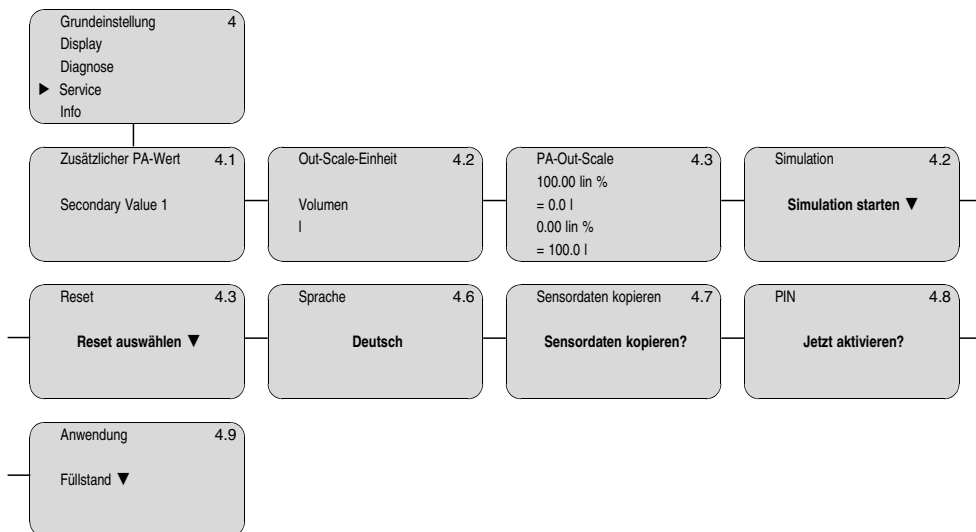 Grundeinstellung 4
Display
Diagnose
▶ Service
Info
Zusätzlicher PA-Wert 4.1
Secondary Value 1
Out-Scale-Einheit 4.2
Volumen
l
PA-Out-Scale 4.3
100.00 lin %
= 0.0 l
0.00 lin %
= 100.0 l
Simulation 4.2
Simulation starten ▼
Reset 4.3
Reset auswählen ▼
Sprache 4.6
Deutsch
Sensordaten kopieren 4.7
Sensordaten kopieren?
PIN 4.8
Jetzt aktivieren?
Anwendung 4.9
Füllstand ▼